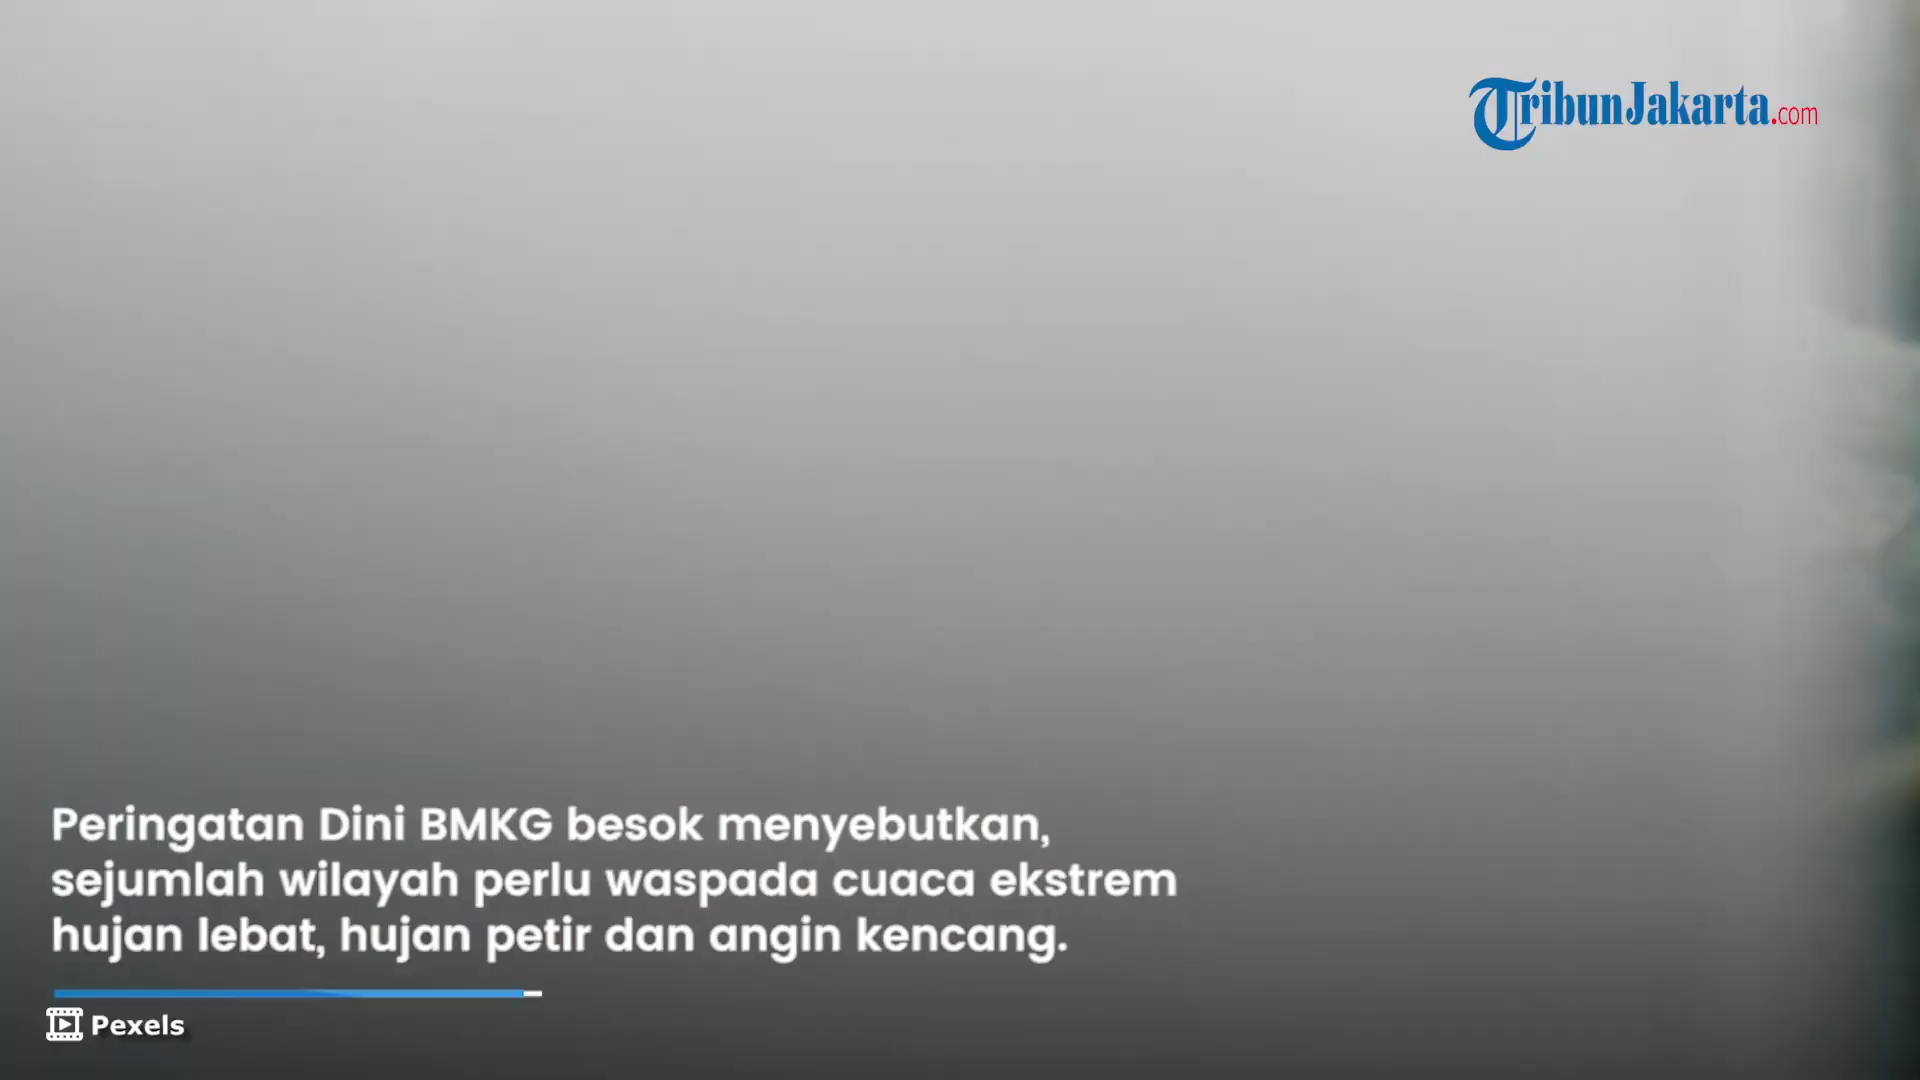 TribunJakarta.com
Peringatan Dini BMKG besok menyebutkan,
sejumlah wilayah perlu waspada cuaca ekstrem
hujan lebat, hujan petir dan angin kencang.
Pexels